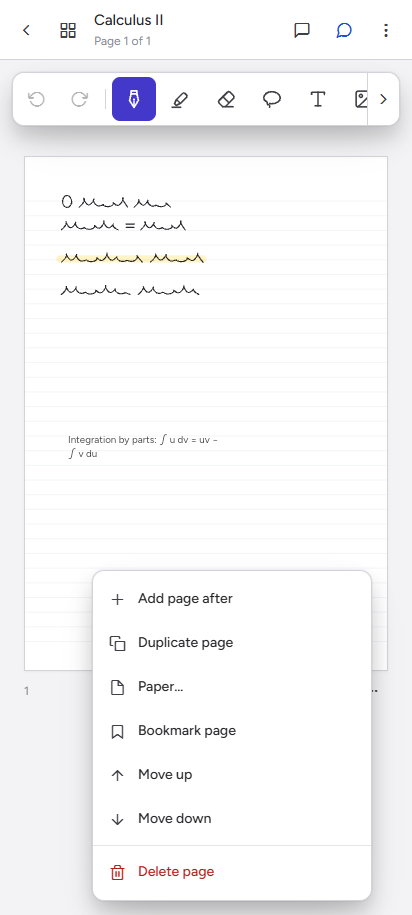 Calculus II
Page 1 of 1
Integration by parts: ∫ u dv = uv −
∫ v du
Add page after
Duplicate page
Paper...
Bookmark page
Move up
Move down
Delete page
1